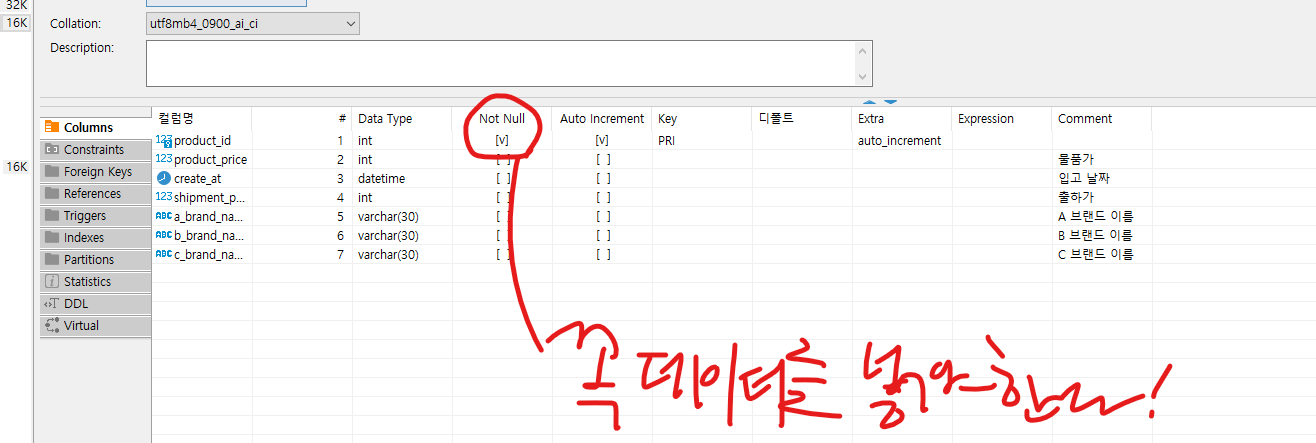 32K
16K
Collation: utf8mb4_0900_ai_ci
Description:
컬럼명 # Data Type Not Null Auto Increment Key 디폴트 Extra Expression Comment
Columns
product_id 1 int [v] [v] PRI auto_increment
Constraints
product_price 2 int [ ] [ ] 물품가
16K
Foreign Keys
create_at 3 datetime [ ] [ ] 입고 날짜
References
shipment_p... 4 int [ ] [ ] 출하가
Triggers
a_brand_na... 5 varchar(30) [ ] [ ] A 브랜드 이름
Indexes
b_brand_na... 6 varchar(30) [ ] [ ] B 브랜드 이름
Partitions
c_brand_na... 7 varchar(30) [ ] [ ] C 브랜드 이름
Statistics
DDL
Virtual
꼭 데이터를 넣어야한다!